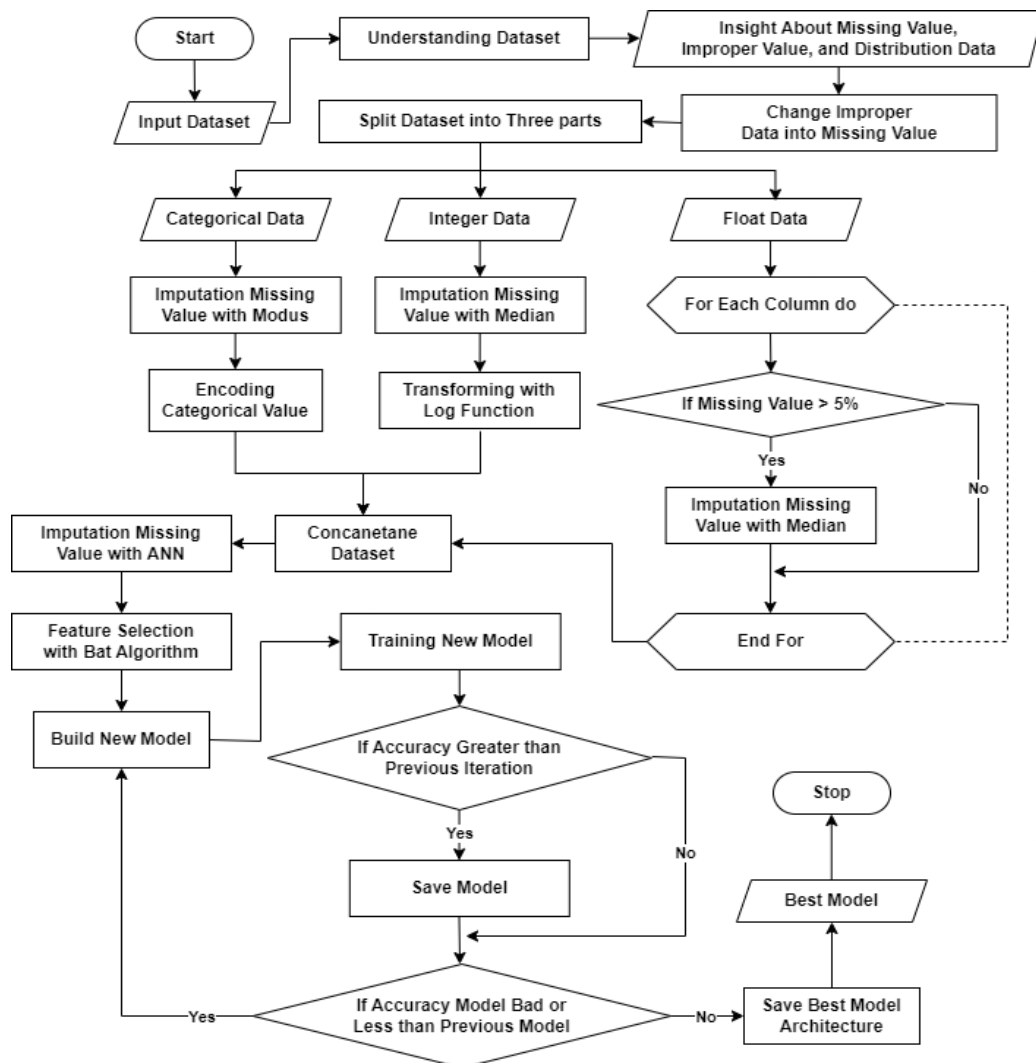 Start
Understanding Dataset
Insight About Missing Value,
Improper Value, and Distribution Data
Input Dataset
Split Dataset into Three parts
Change Improper
Data into Missing Value
Categorical Data
Integer Data
Float Data
Imputation Missing
Value with Modus
Imputation Missing
Value with Median
For Each Column do
Encoding
Categorical Value
Transforming with
Log Function
If Missing Value > 5%
Yes
No
Imputation Missing
Value with Median
Imputation Missing
Value with ANN
Concanetane
Dataset
Feature Selection
with Bat Algorithm
Training New Model
End For
Build New Model
If Accuracy Greater than
Previous Iteration
Stop
Yes
No
Save Model
Best Model
If Accuracy Model Bad or
Less than Previous Model
Yes
No
Save Best Model
Architecture